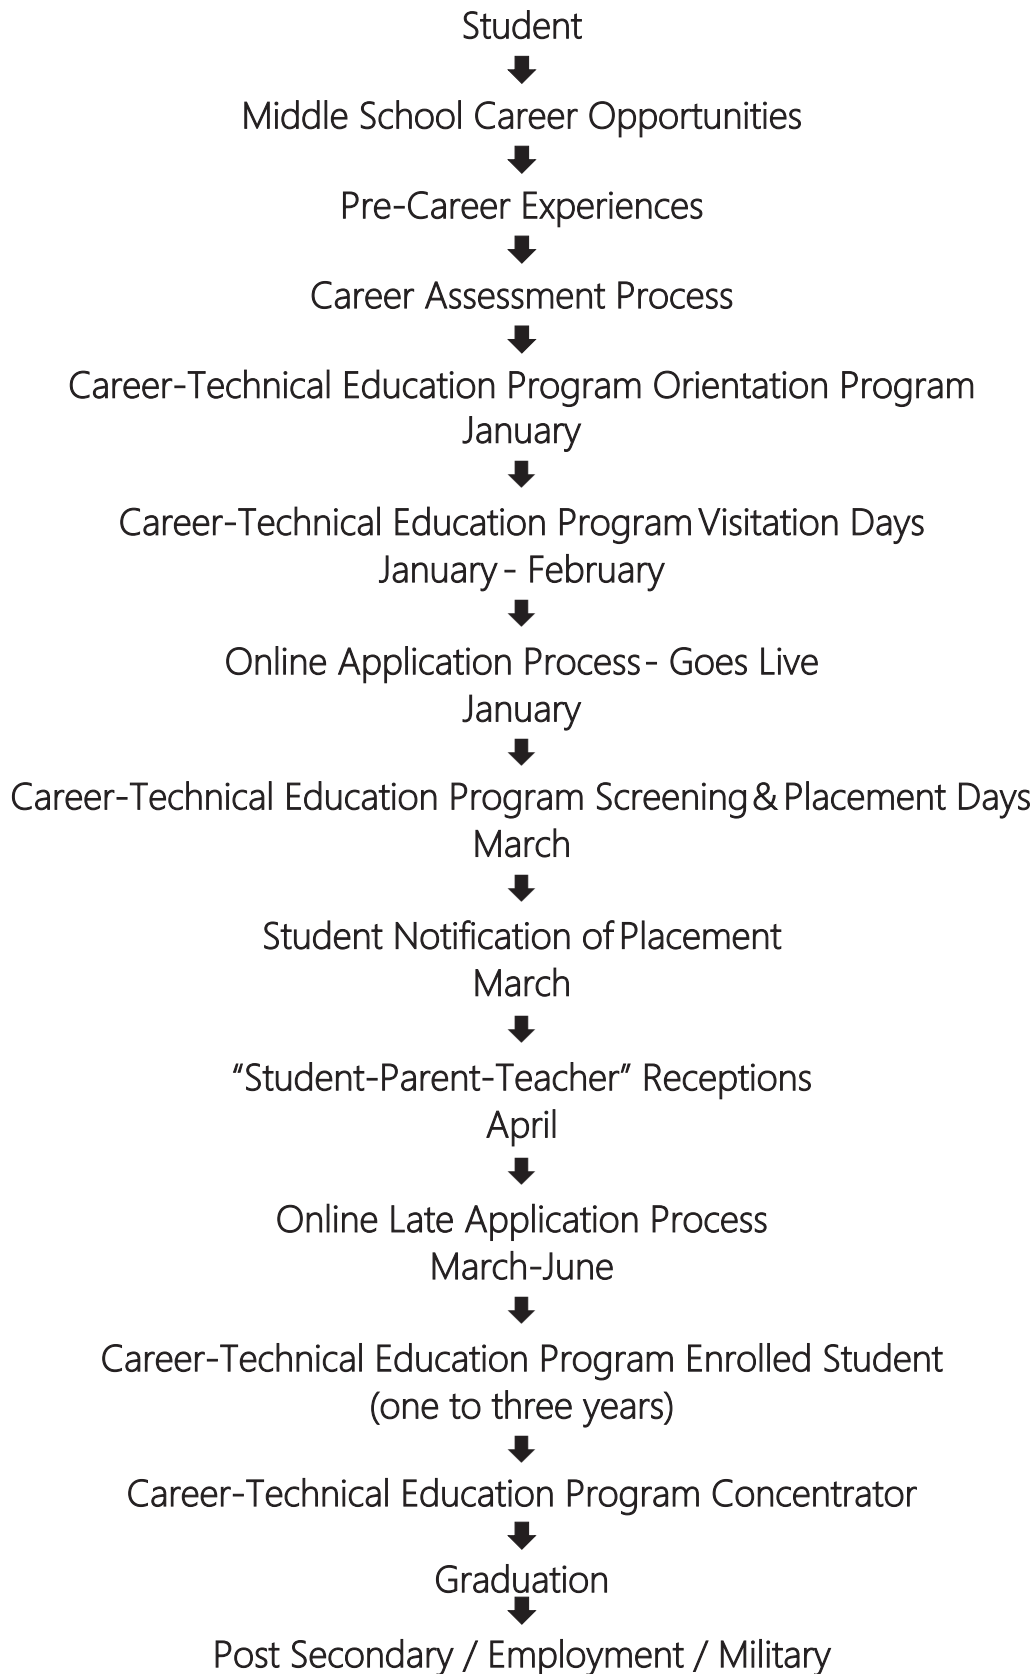 Student
Middle School Career Opportunities
Pre-Career Experiences
Career Assessment Process
Career-Technical Education Program Orientation Program
January
Career-Technical Education Program Visitation Days
January - February
Online Application Process - Goes Live
January
Career-Technical Education Program Screening & Placement Days
March
Student Notification of Placement
March
“Student-Parent-Teacher” Receptions
April
Online Late Application Process
March-June
Career-Technical Education Program Enrolled Student
(one to three years)
Career-Technical Education Program Concentrator
Graduation
Post Secondary / Employment / Military